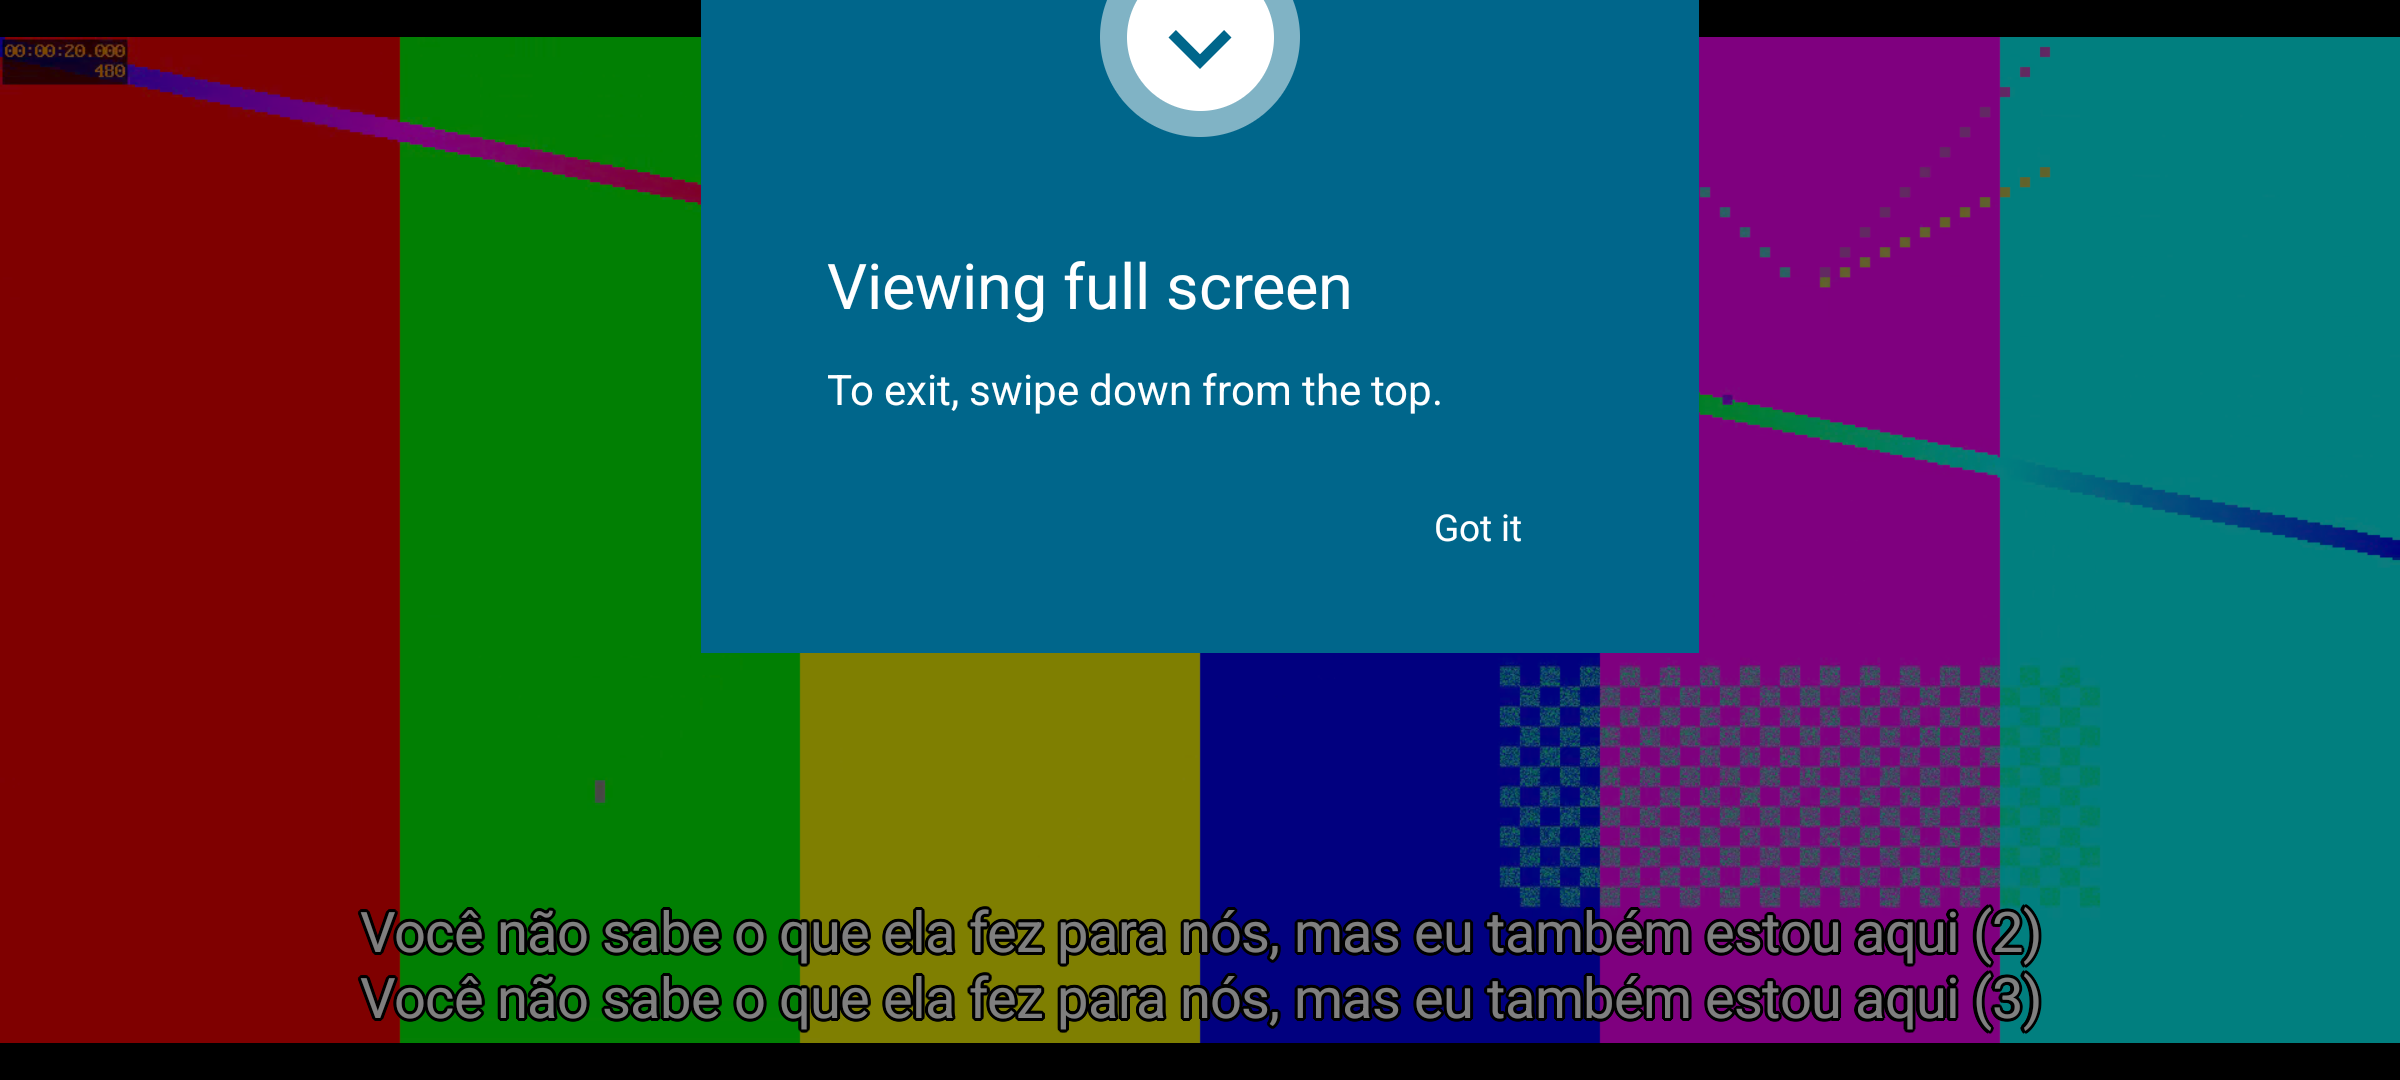 00:00:20.000
480
Viewing full screen
To exit, swipe down from the top.
Got it
Você não sabe o que ela fez para nós, mas eu também estou aqui (2)
Você não sabe o que ela fez para nós, mas eu também estou aqui (3)